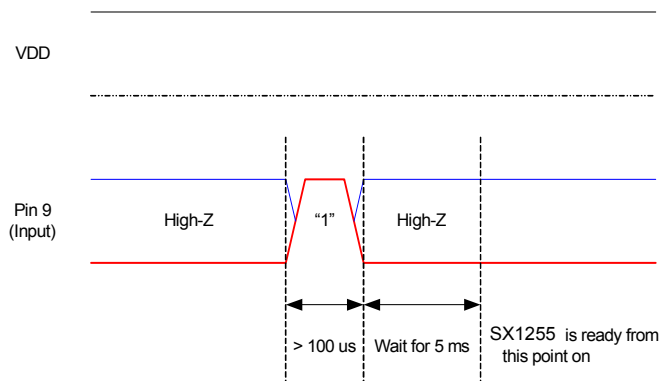 VDD
Pin 9
(Input)
High-Z
“1”
High-Z
> 100 us
Wait for 5 ms
SX1255 is ready from
this point on